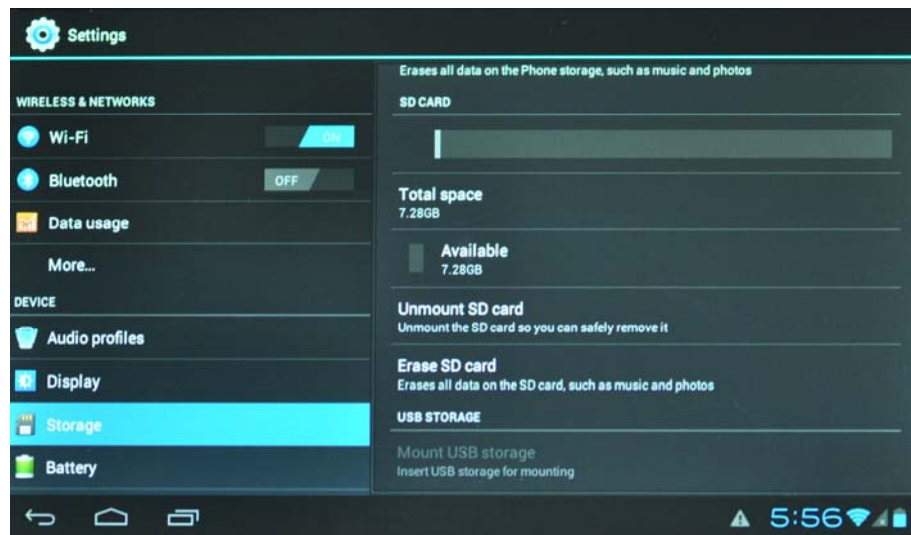 Settings
WIRELESS & NETWORKS
Wi-Fi
ON
Bluetooth
OFF
Data usage
More...
DEVICE
Audio profiles
Display
Storage
Battery
Erases all data on the Phone storage, such as music and photos
SD CARD
Total space
7.28GB
Available
7.28GB
Unmount SD card
Unmount the SD card so you can safely remove it
Erase SD card
Erases all data on the SD card, such as music and photos
USB STORAGE
Mount USB storage
Insert USB storage for mounting
5:56